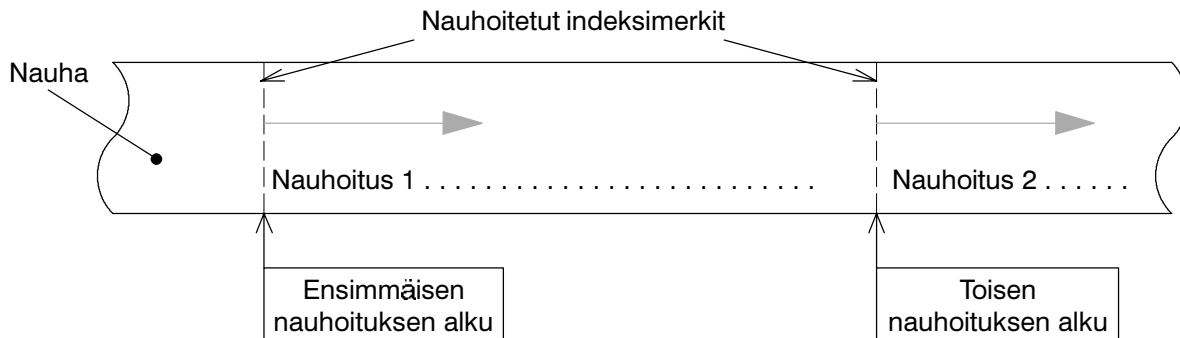 Nauhoitetut indeksimerkit
Nauha
Nauhoitus 1 . . . . . . . . . . . . . . . . . . . . . . . . . . Nauhoitus 2 . . . . . .
Ensimmäisen
nauhoituksen alku
Toisen
nauhoituksen alku